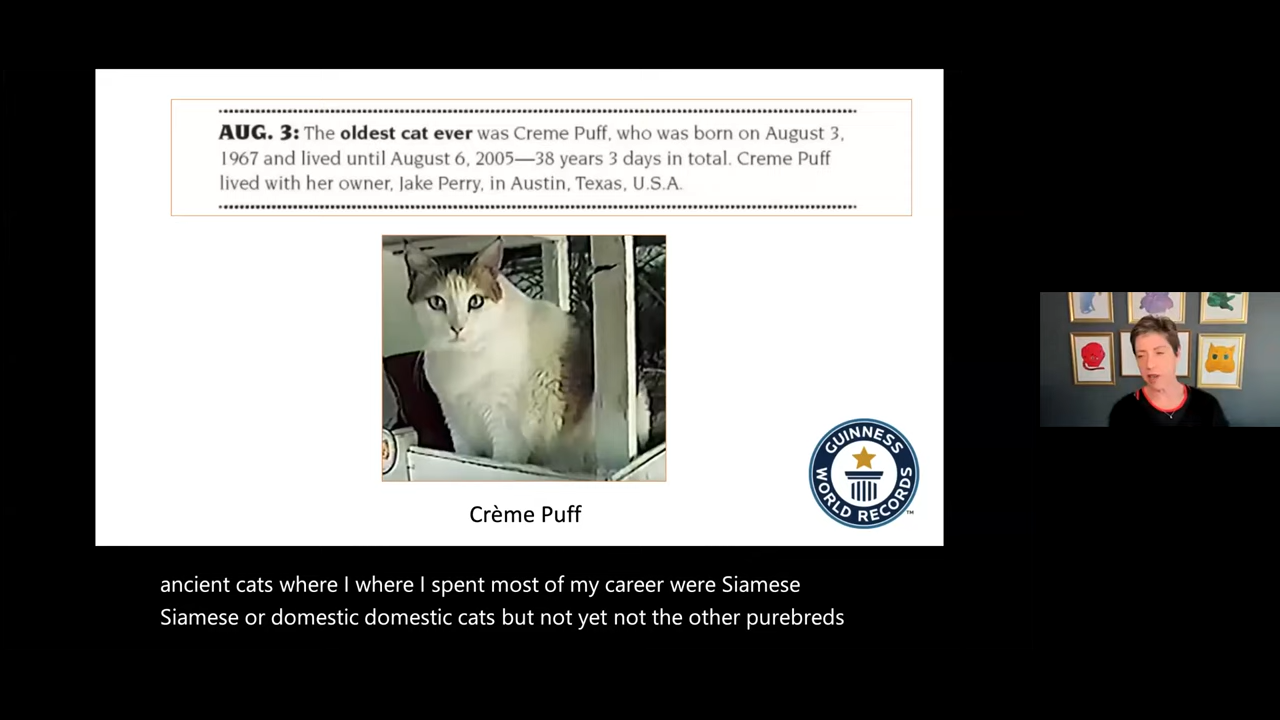 AUG. 3: The oldest cat ever was Creme Puff, who was born on August 3,
1967 and lived until August 6, 2005—38 years 3 days in total. Creme Puff
lived with her owner, Jake Perry, in Austin, Texas, U.S.A.
Crème Puff
GUINNESS
WORLD RECORDS
TM
ancient cats where I where I spent most of my career were Siamese
Siamese or domestic domestic cats but not yet not the other purebreds